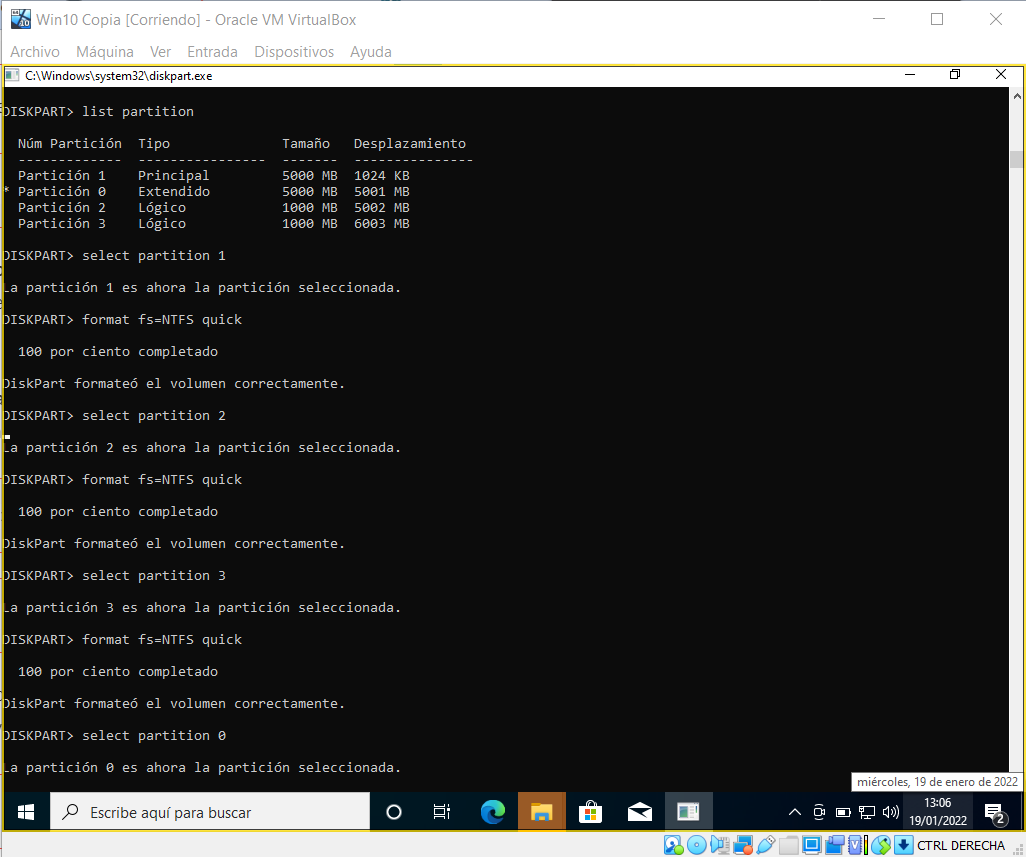 Win10 Copia [Corriendo] - Oracle VM VirtualBox
Archivo Máquina Ver Entrada Dispositivos Ayuda
C:\Windows\system32\diskpart.exe
DISKPART> list partition
Núm Partición  Tipo              Tamaño   Desplazamiento
-------------  ----------------  -------  ---------------
Partición 1    Principal         5000 MB  1024 KB
* Partición 0    Extendido         5000 MB  5001 MB
Partición 2    Lógico            1000 MB  5002 MB
Partición 3    Lógico            1000 MB  6003 MB
DISKPART> select partition 1
La partición 1 es ahora la partición seleccionada.
DISKPART> format fs=NTFS quick
100 por ciento completado
DiskPart formateó el volumen correctamente.
DISKPART> select partition 2
La partición 2 es ahora la partición seleccionada.
DISKPART> format fs=NTFS quick
100 por ciento completado
DiskPart formateó el volumen correctamente.
DISKPART> select partition 3
La partición 3 es ahora la partición seleccionada.
DISKPART> format fs=NTFS quick
100 por ciento completado
DiskPart formateó el volumen correctamente.
DISKPART> select partition 0
La partición 0 es ahora la partición seleccionada.
miércoles, 19 de enero de 2022
Escribe aquí para buscar
13:06
19/01/2022
2
CTRL DERECHA